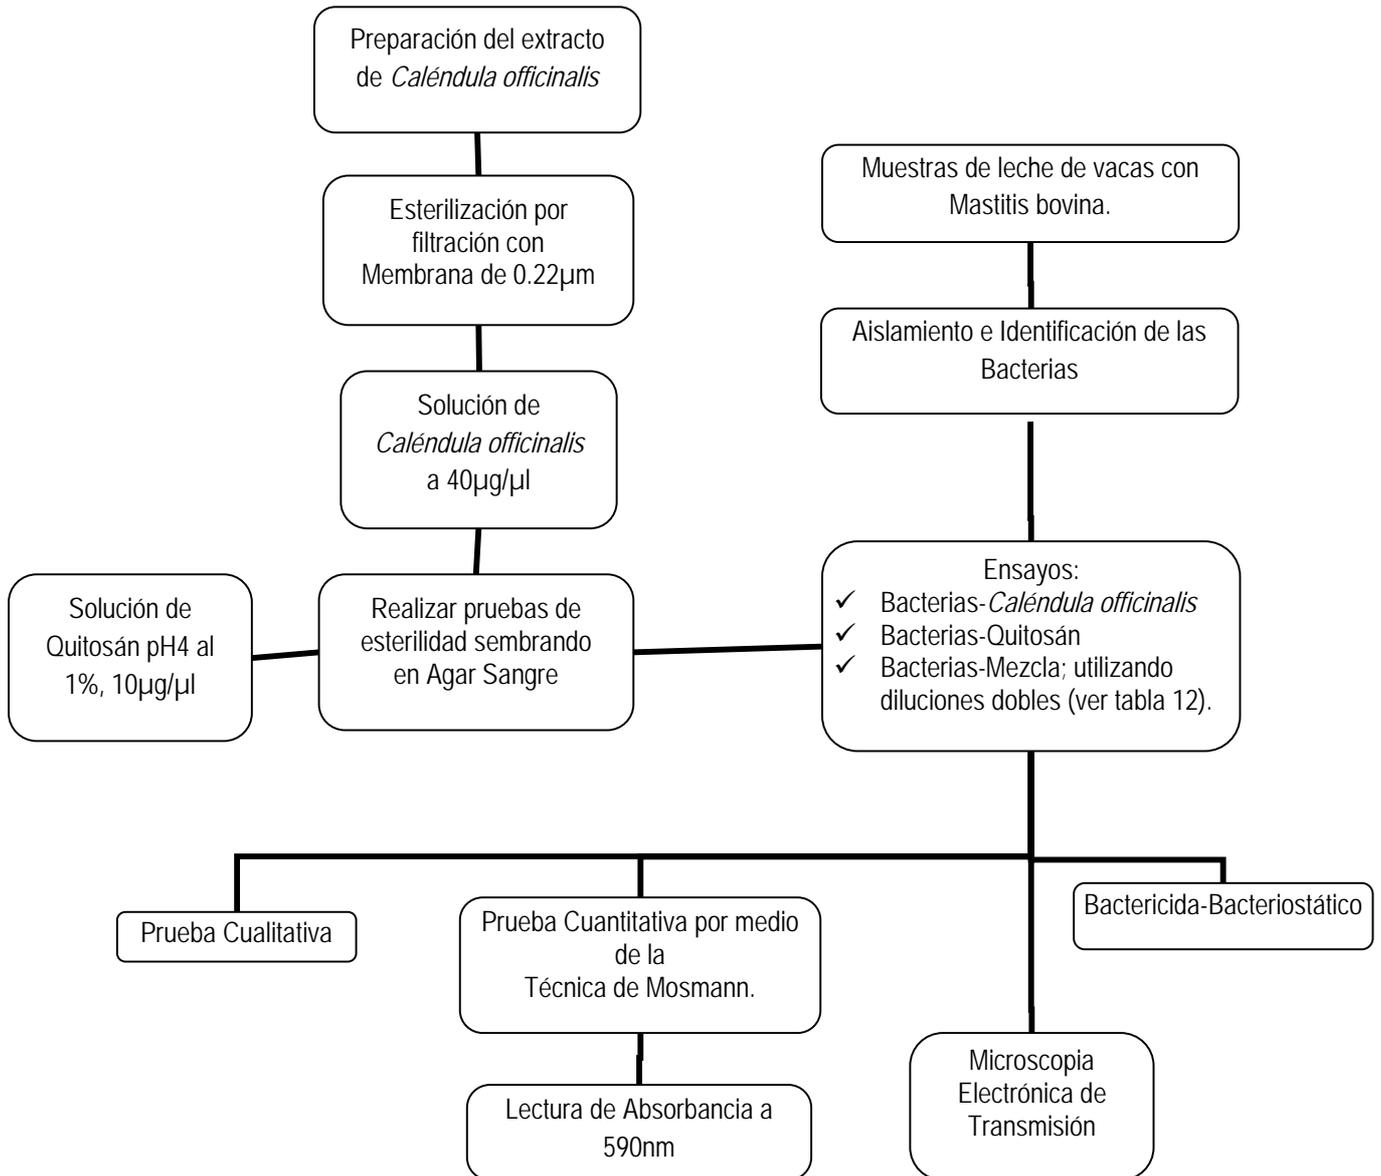 Preparación del extracto
de Caléndula officinalis
Esterilización por
filtración con
Membrana de 0.22µm
Solución de
Caléndula officinalis
a 40µg/µl
Solución de
Quitosán pH4 al
1%, 10µg/µl
Realizar pruebas de
esterilidad sembrando
en Agar Sangre
Muestras de leche de vacas con
Mastitis bovina.
Aislamiento e Identificación de las
Bacterias
Ensayos:
✓ Bacterias-Caléndula officinalis
✓ Bacterias-Quitosán
✓ Bacterias-Mezcla; utilizando
diluciones dobles (ver tabla 12).
Prueba Cualitativa
Prueba Cuantitativa por medio
de la
Técnica de Mosmann.
Lectura de Absorbancia a
590nm
Microscopia
Electrónica de
Transmisión
Bactericida-Bacteriostático